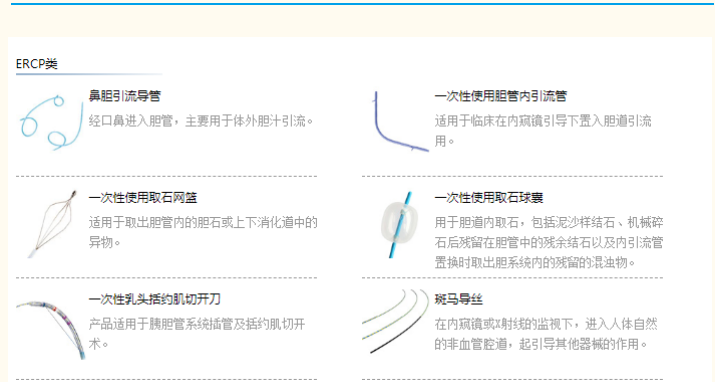 ERCP类
鼻胆引流导管
经口鼻进入胆管，主要用于体外胆汁引流。
一次性使用胆管内引流管
适用于临床在内窥镜引导下置入胆道引流
用。
一次性使用取石网篮
适用于取出胆管内的胆石或上下消化道中的
异物。
一次性使用取石球囊
用于胆道内取石，包括泥沙样结石、机械碎
石后残留在胆管中的残余结石以及内引流管
置换时取出胆系统内的残留的混浊物。
一次性乳头括约肌切开刀
产品适用于胰胆管系统插管及括约肌切开
术。
斑马导丝
在内窥镜或X射线的监视下，进入人体自然
的非血管腔道，起引导其他器械的作用。